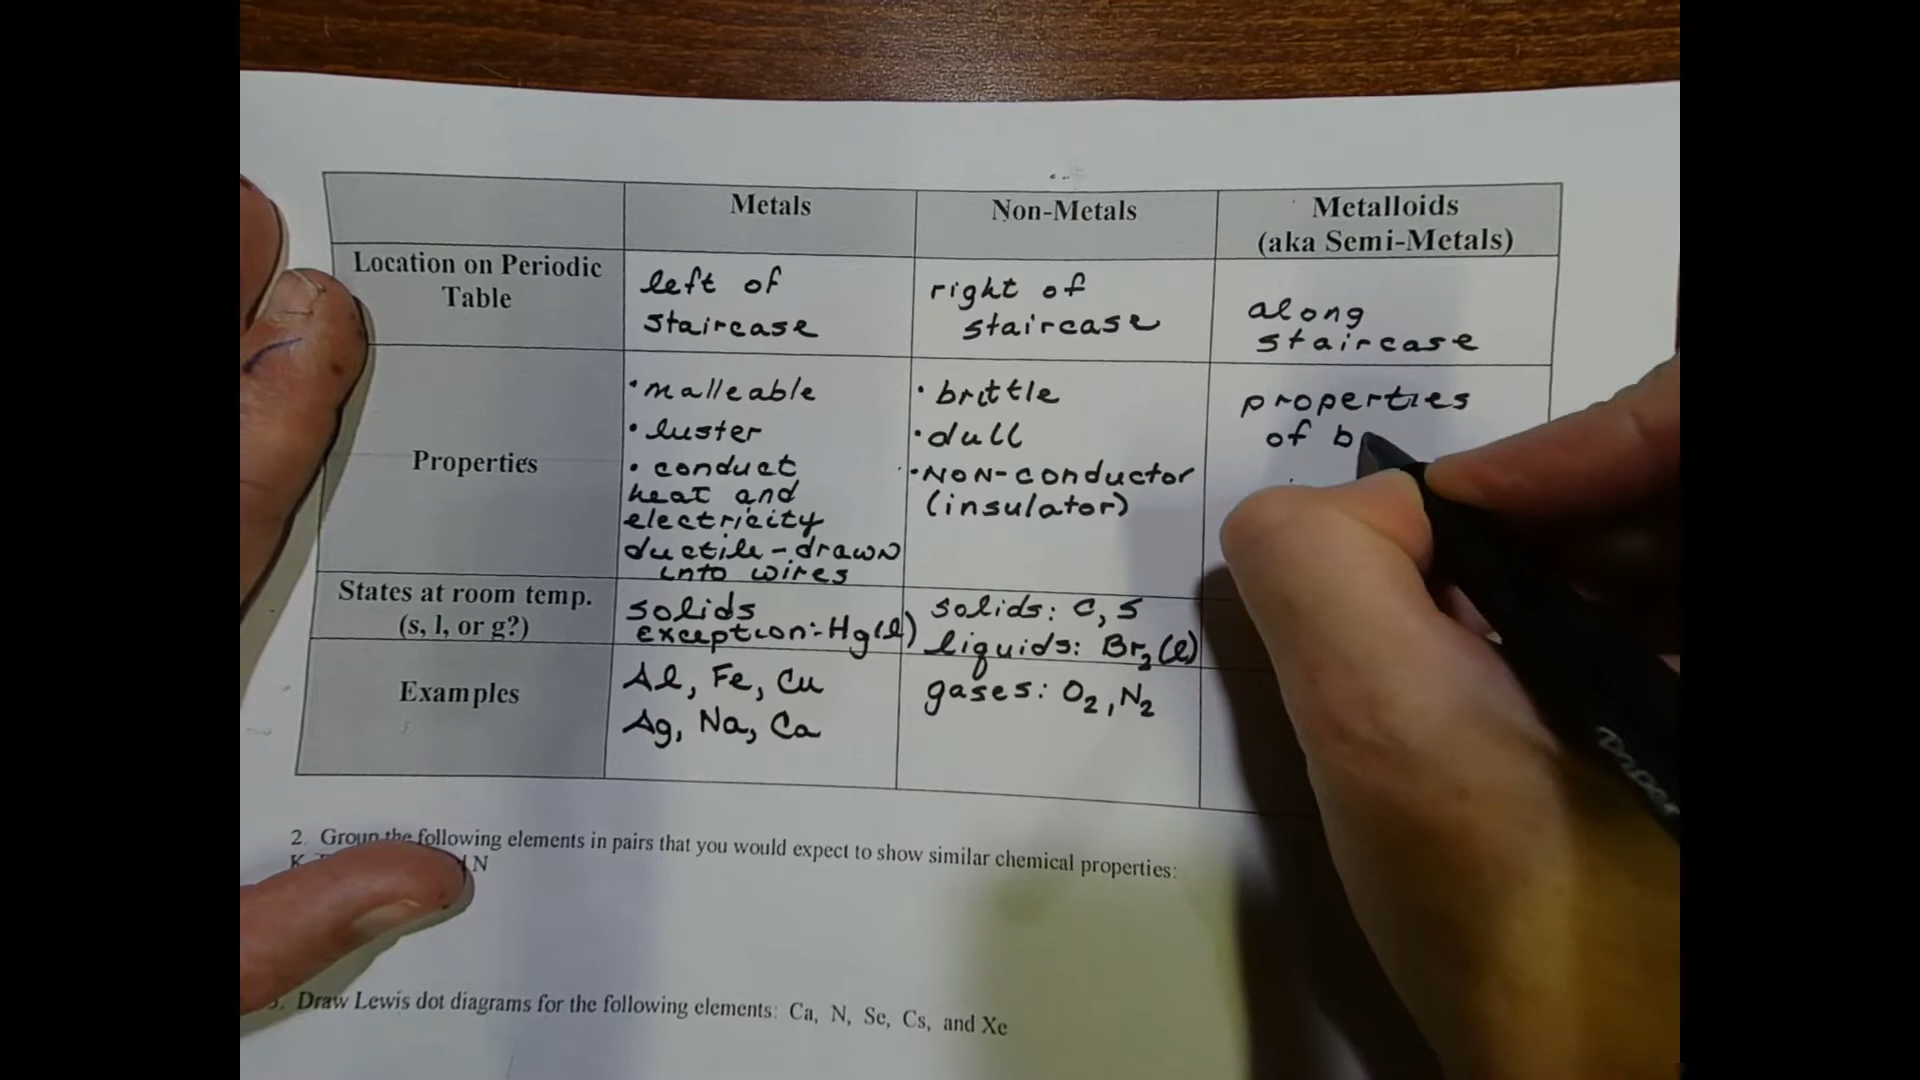 Metals
Non-Metals
Metalloids
(aka Semi-Metals)
Location on Periodic
Table
left of
staircase
right of
staircase
along
staircase
Properties
• malleable
• luster
• conduct
heat and
electricity
ductile - drawn
into wires
• brittle
• dull
• NON-conductor
(insulator)
properties
of b
States at room temp.
(s, l, or g?)
solids
exception:- Hg(l)
solids: C, S
liquids: Br2(l)
Examples
Al, Fe, Cu
Ag, Na, Ca
gases: O2, N2
2. Group the following elements in pairs that you would expect to show similar chemical properties:
K N
Draw Lewis dot diagrams for the following elements: Ca, N, Se, Cs, and Xe